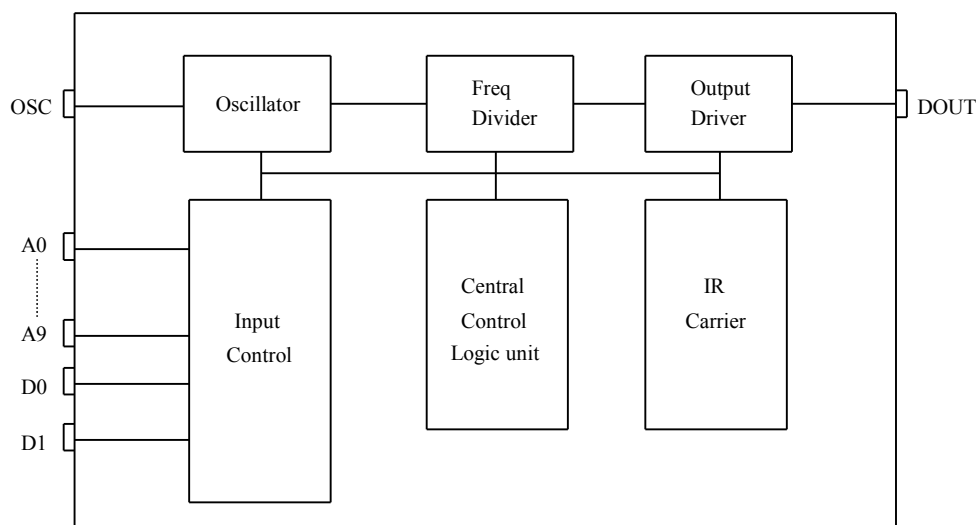 OSC
Oscillator
Freq
Divider
Output
Driver
DOUT
A0
A9
D0
D1
Input
Control
Central
Control
Logic unit
IR
Carrier